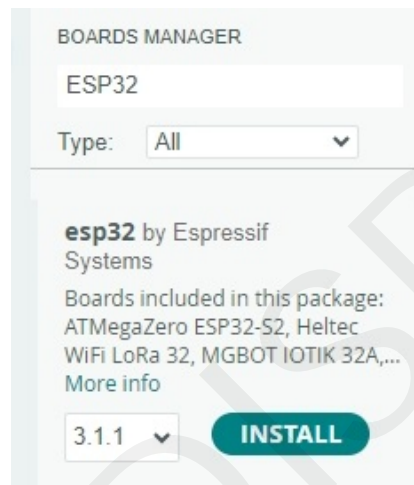 BOARDS MANAGER
ESP32
Type: All
esp32 by Espressif
Systems
Boards included in this package:
ATMegaZero ESP32-S2, Heltec
WiFi LoRa 32, MGBOT IOTIK 32A,...
More info
3.1.1 INSTALL